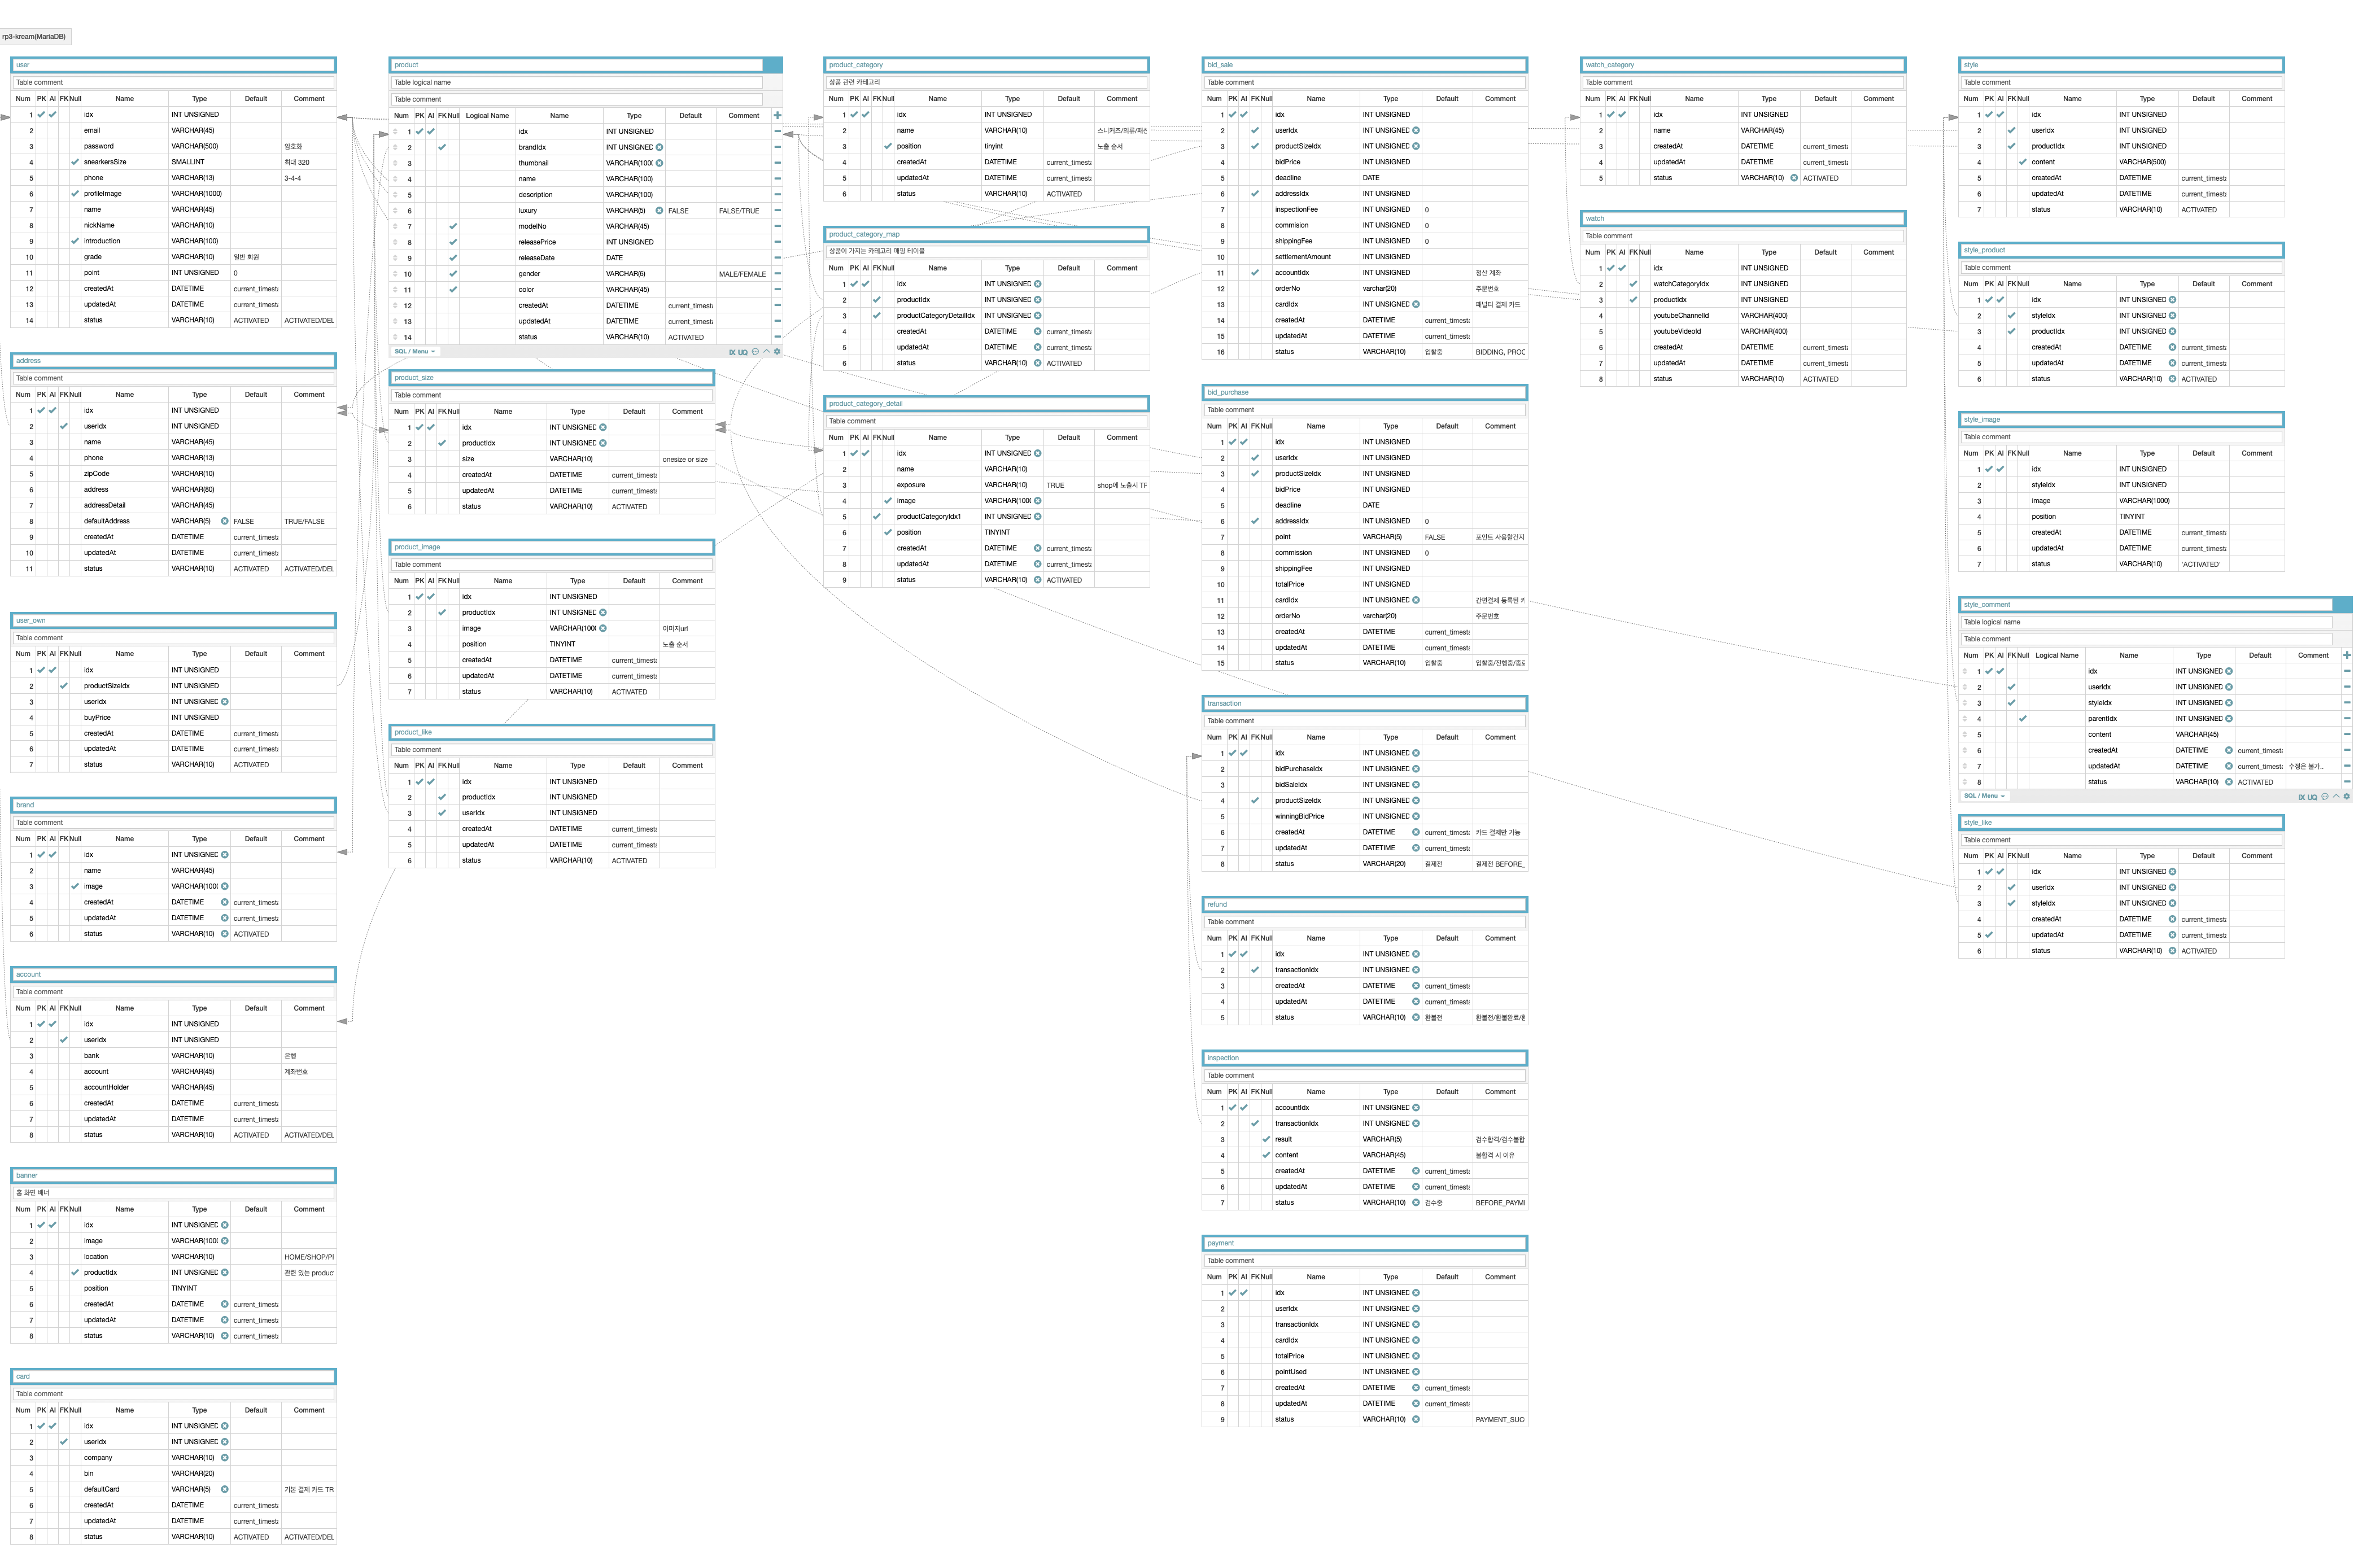 rp3-kream(MariaDB)
user
Table comment
Num PK AI FK Null Name Type Default Comment
1 idx INT UNSIGNED
2 email VARCHAR(45)
3 password VARCHAR(500) 암호화
4 snearkersSize SMALLINT 최대 320
5 phone VARCHAR(13) 3-4-4
6 profileImage VARCHAR(1000)
7 name VARCHAR(45)
8 nickName VARCHAR(10)
9 introduction VARCHAR(100)
10 grade VARCHAR(10) 일반 회원
11 point INT UNSIGNED 0
12 createdAt DATETIME current_timesta
13 updatedAt DATETIME current_timesta
14 status VARCHAR(10) ACTIVATED ACTIVATED/DEL
address
Table comment
Num PK AI FK Null Name Type Default Comment
1 idx INT UNSIGNED
2 userIdx INT UNSIGNED
3 name VARCHAR(45)
4 phone VARCHAR(13)
5 zipCode VARCHAR(10)
6 address VARCHAR(80)
7 addressDetail VARCHAR(45)
8 defaultAddress VARCHAR(5) FALSE TRUE/FALSE
9 createdAt DATETIME current_timesta
10 updatedAt DATETIME current_timesta
11 status VARCHAR(10) ACTIVATED ACTIVATED/DEL
user_own
Table comment
Num PK AI FK Null Name Type Default Comment
1 idx INT UNSIGNED
2 productSizeIdx INT UNSIGNED
3 userIdx INT UNSIGNED
4 buyPrice INT UNSIGNED
5 createdAt DATETIME current_timesta
6 updatedAt DATETIME current_timesta
7 status VARCHAR(10) ACTIVATED
brand
Table comment
Num PK AI FK Null Name Type Default Comment
1 idx INT UNSIGNED
2 name VARCHAR(45)
3 image VARCHAR(1000
4 createdAt DATETIME current_timesta
5 updatedAt DATETIME current_timesta
6 status VARCHAR(10) ACTIVATED
account
Table comment
Num PK AI FK Null Name Type Default Comment
1 idx INT UNSIGNED
2 userIdx INT UNSIGNED
3 bank VARCHAR(10) 은행
4 account VARCHAR(45) 계좌번호
5 accountHolder VARCHAR(45)
6 createdAt DATETIME current_timesta
7 updatedAt DATETIME current_timesta
8 status VARCHAR(10) ACTIVATED ACTIVATED/DEL
banner
홈 화면 배너
Num PK AI FK Null Name Type Default Comment
1 idx INT UNSIGNED
2 image VARCHAR(1000
3 location VARCHAR(10) HOME/SHOP/PI
4 productIdx INT UNSIGNED 관련 있는 produc
5 position TINYINT
6 createdAt DATETIME current_timesta
7 updatedAt DATETIME current_timesta
8 status VARCHAR(10) current_timesta
card
Table comment
Num PK AI FK Null Name Type Default Comment
1 idx INT UNSIGNED
2 userIdx INT UNSIGNED
3 company VARCHAR(10)
4 bin VARCHAR(20)
5 defaultCard VARCHAR(5) 기본 결제 카드 TR
6 createdAt DATETIME current_timesta
7 updatedAt DATETIME current_timesta
8 status VARCHAR(10) ACTIVATED ACTIVATED/DEL
product
Table logical name
Table comment
Num PK AI FK Null Logical Name Name Type Default Comment
1 idx INT UNSIGNED
2 brandIdx INT UNSIGNED
3 thumbnail VARCHAR(1000
4 name VARCHAR(100)
5 description VARCHAR(100)
6 luxury VARCHAR(5) FALSE FALSE/TRUE
7 modelNo VARCHAR(45)
8 releasePrice INT UNSIGNED
9 releaseDate DATE
10 gender VARCHAR(6) MALE/FEMALE
11 color VARCHAR(45)
12 createdAt DATETIME current_timesta
13 updatedAt DATETIME current_timesta
14 status VARCHAR(10) ACTIVATED
SQL / Menu IX UQ
product_size
Table comment
Num PK AI FK Null Name Type Default Comment
1 idx INT UNSIGNED
2 productIdx INT UNSIGNED
3 size VARCHAR(10) onesize or size
4 createdAt DATETIME current_timesta
5 updatedAt DATETIME current_timesta
6 status VARCHAR(10) ACTIVATED
product_image
Table comment
Num PK AI FK Null Name Type Default Comment
1 idx INT UNSIGNED
2 productIdx INT UNSIGNED
3 image VARCHAR(1000 이미지url
4 position TINYINT 노출 순서
5 createdAt DATETIME current_timesta
6 updatedAt DATETIME current_timesta
7 status VARCHAR(10) ACTIVATED
product_like
Table comment
Num PK AI FK Null Name Type Default Comment
1 idx INT UNSIGNED
2 productIdx INT UNSIGNED
3 userIdx INT UNSIGNED
4 createdAt DATETIME current_timesta
5 updatedAt DATETIME current_timesta
6 status VARCHAR(10) ACTIVATED
product_category
상품 관련 카테고리
Num PK AI FK Null Name Type Default Comment
1 idx INT UNSIGNED
2 name VARCHAR(10) 스니커즈/의류/패션
3 position tinyint 노출 순서
4 createdAt DATETIME current_timesta
5 updatedAt DATETIME current_timesta
6 status VARCHAR(10) ACTIVATED
product_category_map
상품이 가지는 카테고리 매핑 테이블
Num PK AI FK Null Name Type Default Comment
1 idx INT UNSIGNED
2 productIdx INT UNSIGNED
3 productCategoryDetailIdx INT UNSIGNED
4 createdAt DATETIME current_timesta
5 updatedAt DATETIME current_timesta
6 status VARCHAR(10) ACTIVATED
product_category_detail
Table comment
Num PK AI FK Null Name Type Default Comment
1 idx INT UNSIGNED
2 name VARCHAR(10)
3 exposure VARCHAR(10) TRUE shop에 노출시 TF
4 image VARCHAR(1000
5 productCategoryIdx1 INT UNSIGNED
6 position TINYINT
7 createdAt DATETIME current_timesta
8 updatedAt DATETIME current_timesta
9 status VARCHAR(10) ACTIVATED
bid_sale
Table comment
Num PK AI FK Null Name Type Default Comment
1 idx INT UNSIGNED
2 userIdx INT UNSIGNED
3 productSizeIdx INT UNSIGNED
4 bidPrice INT UNSIGNED
5 deadline DATE
6 addressIdx INT UNSIGNED
7 inspectionFee INT UNSIGNED 0
8 commision INT UNSIGNED 0
9 shippingFee INT UNSIGNED 0
10 settlementAmount INT UNSIGNED
11 accountIdx INT UNSIGNED 정산 계좌
12 orderNo varchar(20) 주문번호
13 cardIdx INT UNSIGNED 패널티 결제 카드
14 createdAt DATETIME current_timesta
15 updatedAt DATETIME current_timesta
16 status VARCHAR(10) 입찰중 BIDDING, PROC
bid_purchase
Table comment
Num PK AI FK Null Name Type Default Comment
1 idx INT UNSIGNED
2 userIdx INT UNSIGNED
3 productSizeIdx INT UNSIGNED
4 bidPrice INT UNSIGNED
5 deadline DATE
6 addressIdx INT UNSIGNED 0
7 point VARCHAR(5) FALSE 포인트 사용할건지
8 commission INT UNSIGNED 0
9 shippingFee INT UNSIGNED
10 totalPrice INT UNSIGNED
11 cardIdx INT UNSIGNED 간편결제 등록된 카
12 orderNo varchar(20) 주문번호
13 createdAt DATETIME current_timesta
14 updatedAt DATETIME current_timesta
15 status VARCHAR(10) 입찰중 입찰중/진행중/종료
transaction
Table comment
Num PK AI FK Null Name Type Default Comment
1 idx INT UNSIGNED
2 bidPurchaseIdx INT UNSIGNED
3 bidSaleIdx INT UNSIGNED
4 productSizeIdx INT UNSIGNED
5 winningBidPrice INT UNSIGNED
6 createdAt DATETIME current_timesta 카드 결제만 가능
7 updatedAt DATETIME current_timesta
8 status VARCHAR(20) 결제전 결제전 BEFORE_
refund
Table comment
Num PK AI FK Null Name Type Default Comment
1 idx INT UNSIGNED
2 transactionIdx INT UNSIGNED
3 createdAt DATETIME current_timesta
4 updatedAt DATETIME current_timesta
5 status VARCHAR(10) 환불전 환불전/환불완료/
inspection
Table comment
Num PK AI FK Null Name Type Default Comment
1 accountIdx INT UNSIGNED
2 transactionIdx INT UNSIGNED
3 result VARCHAR(5) 검수합격/검수불합
4 content VARCHAR(45) 불합격 시 이유
5 createdAt DATETIME current_timesta
6 updatedAt DATETIME current_timesta
7 status VARCHAR(10) 검수중 BEFORE_PAYMI
payment
Table comment
Num PK AI FK Null Name Type Default Comment
1 idx INT UNSIGNED
2 userIdx INT UNSIGNED
3 transactionIdx INT UNSIGNED
4 cardIdx INT UNSIGNED
5 totalPrice INT UNSIGNED
6 pointUsed INT UNSIGNED
7 createdAt DATETIME current_timesta
8 updatedAt DATETIME current_timesta
9 status VARCHAR(10) PAYMENT_SUC
watch_category
Table comment
Num PK AI FK Null Name Type Default Comment
1 idx INT UNSIGNED
2 name VARCHAR(45)
3 createdAt DATETIME current_timesta
4 updatedAt DATETIME current_timesta
5 status VARCHAR(10) ACTIVATED
watch
Table comment
Num PK AI FK Null Name Type Default Comment
1 idx INT UNSIGNED
2 watchCategoryIdx INT UNSIGNED
3 productIdx INT UNSIGNED
4 youtubeChannelId VARCHAR(400)
5 youtubeVideoId VARCHAR(400)
6 createdAt DATETIME current_timesta
7 updatedAt DATETIME current_timesta
8 status VARCHAR(10) ACTIVATED
style
Table comment
Num PK AI FK Null Name Type Default Comment
1 idx INT UNSIGNED
2 userIdx INT UNSIGNED
3 productIdx INT UNSIGNED
4 content VARCHAR(500)
5 createdAt DATETIME current_timesta
6 updatedAt DATETIME current_timesta
7 status VARCHAR(10) ACTIVATED
style_product
Table comment
Num PK AI FK Null Name Type Default Comment
1 idx INT UNSIGNED
2 styleIdx INT UNSIGNED
3 productIdx INT UNSIGNED
4 createdAt DATETIME current_timesta
5 updatedAt DATETIME current_timesta
6 status VARCHAR(10) ACTIVATED
style_image
Table comment
Num PK AI FK Null Name Type Default Comment
1 idx INT UNSIGNED
2 styleIdx INT UNSIGNED
3 image VARCHAR(1000)
4 position TINYINT
5 createdAt DATETIME current_timesta
6 updatedAt DATETIME current_timesta
7 status VARCHAR(10) 'ACTIVATED'
style_comment
Table logical name
Table comment
Num PK AI FK Null Logical Name Name Type Default Comment
1 idx INT UNSIGNED
2 userIdx INT UNSIGNED
3 styleIdx INT UNSIGNED
4 parentIdx INT UNSIGNED
5 content VARCHAR(45)
6 createdAt DATETIME current_timesta
7 updatedAt DATETIME current_timesta 수정은 불가..
8 status VARCHAR(10) ACTIVATED
SQL / Menu IX UQ
style_like
Table comment
Num PK AI FK Null Name Type Default Comment
1 idx INT UNSIGNED
2 userIdx INT UNSIGNED
3 styleIdx INT UNSIGNED
4 createdAt DATETIME current_timesta
5 updatedAt DATETIME current_timesta
6 status VARCHAR(10) ACTIVATED